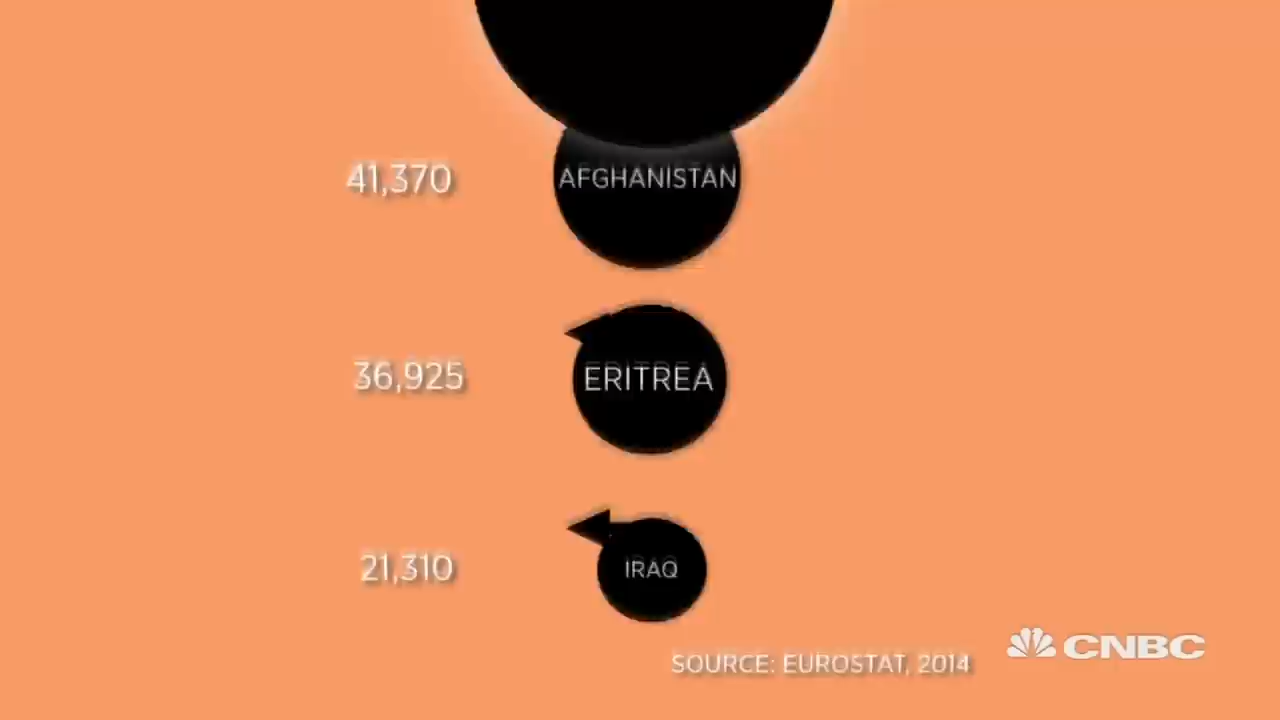 41,370
AFGHANISTAN
36,925
ERITREA
21,310
IRAQ
SOURCE: EUROSTAT, 2014
CNBC